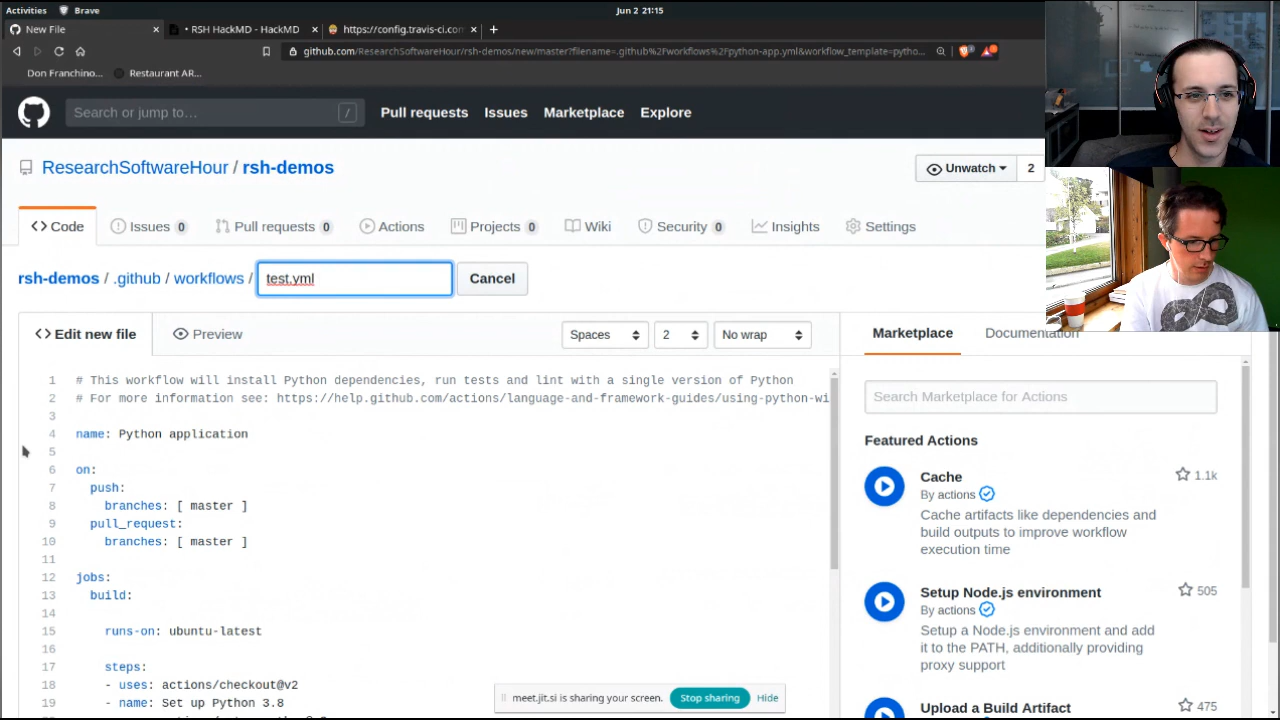 Activities Brave Jun 2 21:15
New File × • RSH HackMD - HackMD × https://config.travis-ci.com × +
github.com/ResearchSoftwareHour/rsh-demos/new/master?filename=.github%2Fworkflows%2Fpython-app.yml&workflow_template=pytho...
Don Franchino... Restaurant AR...
Search or jump to... / Pull requests Issues Marketplace Explore
ResearchSoftwareHour / rsh-demos Unwatch 2
<> Code Issues 0 Pull requests 0 Actions Projects 0 Wiki Security 0 Insights Settings
rsh-demos / .github / workflows / test.yml Cancel
<> Edit new file Preview Spaces 2 No wrap
1 # This workflow will install Python dependencies, run tests and lint with a single version of Python
2 # For more information see: https://help.github.com/actions/language-and-framework-guides/using-python-wi
3
4 name: Python application
5
6 on:
7 push:
8 branches: [ master ]
9 pull_request:
10 branches: [ master ]
11
12 jobs:
13 build:
14
15 runs-on: ubuntu-latest
16
17 steps:
18 - uses: actions/checkout@v2
19 - name: Set up Python 3.8
Marketplace Documentation
Search Marketplace for Actions
Featured Actions
Cache 1.1k
By actions
Cache artifacts like dependencies and
build outputs to improve workflow
execution time
Setup Node.js environment 505
By actions
Setup a Node.js environment and add
it to the PATH, additionally providing
proxy support
Upload a Build Artifact 475
meet.jit.si is sharing your screen. Stop sharing Hide